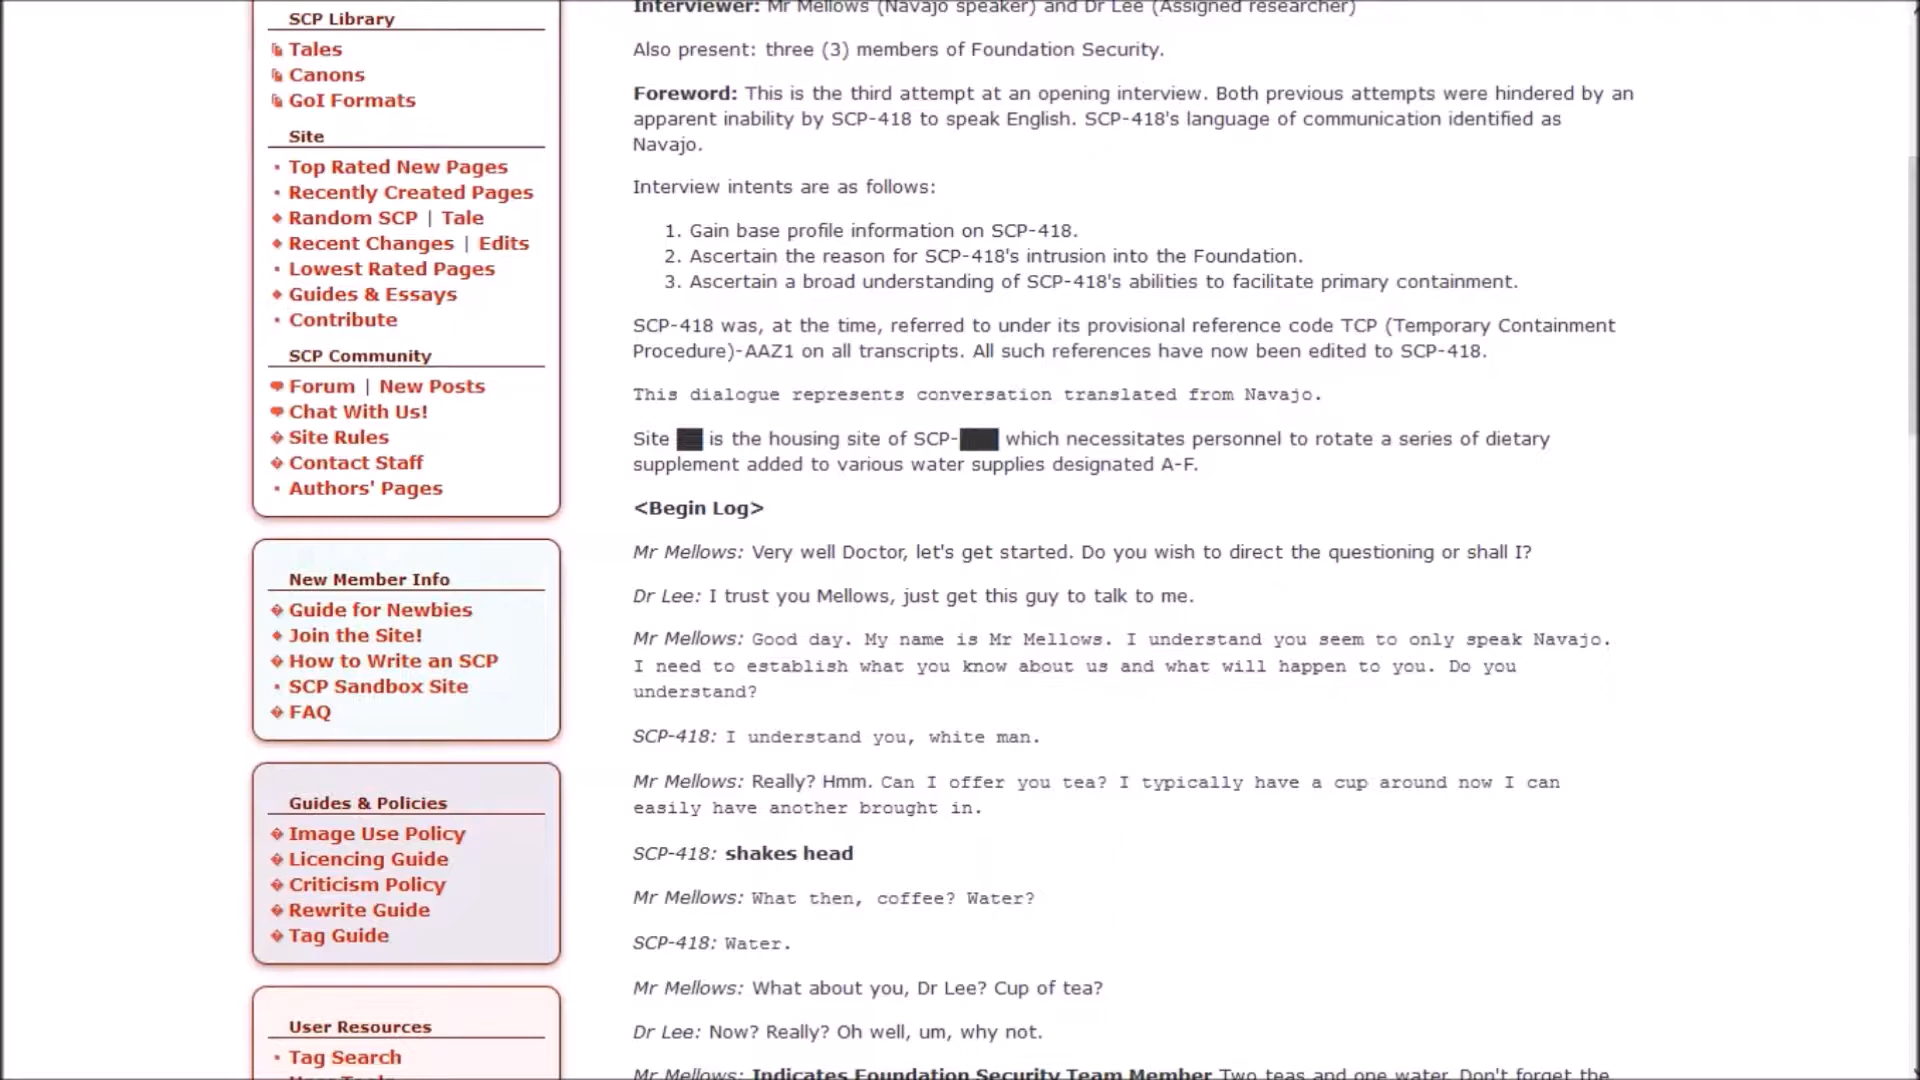 SCP Library
Tales
Canons
GoI Formats
Site
Top Rated New Pages
Recently Created Pages
Random SCP | Tale
Recent Changes | Edits
Lowest Rated Pages
Guides & Essays
Contribute
SCP Community
Forum | New Posts
Chat With Us!
Site Rules
Contact Staff
Authors' Pages
New Member Info
Guide for Newbies
Join the Site!
How to Write an SCP
SCP Sandbox Site
FAQ
Guides & Policies
Image Use Policy
Licencing Guide
Criticism Policy
Rewrite Guide
Tag Guide
User Resources
Tag Search
Interviewer: Mr Mellows (Navajo speaker) and Dr Lee (Assigned researcher)
Also present: three (3) members of Foundation Security.
Foreword: This is the third attempt at an opening interview. Both previous attempts were hindered by an
apparent inability by SCP-418 to speak English. SCP-418's language of communication identified as
Navajo.
Interview intents are as follows:
1. Gain base profile information on SCP-418.
2. Ascertain the reason for SCP-418's intrusion into the Foundation.
3. Ascertain a broad understanding of SCP-418's abilities to facilitate primary containment.
SCP-418 was, at the time, referred to under its provisional reference code TCP (Temporary Containment
Procedure)-AAZ1 on all transcripts. All such references have now been edited to SCP-418.
This dialogue represents conversation translated from Navajo.
Site ██ is the housing site of SCP-███ which necessitates personnel to rotate a series of dietary
supplement added to various water supplies designated A-F.
<Begin Log>
Mr Mellows: Very well Doctor, let's get started. Do you wish to direct the questioning or shall I?
Dr Lee: I trust you Mellows, just get this guy to talk to me.
Mr Mellows: Good day. My name is Mr Mellows. I understand you seem to only speak Navajo.
I need to establish what you know about us and what will happen to you. Do you
understand?
SCP-418: I understand you, white man.
Mr Mellows: Really? Hmm. Can I offer you tea? I typically have a cup around now I can
easily have another brought in.
SCP-418: shakes head
Mr Mellows: What then, coffee? Water?
SCP-418: Water.
Mr Mellows: What about you, Dr Lee? Cup of tea?
Dr Lee: Now? Really? Oh well, um, why not.
Mr Mellows: Indicates Foundation Security Team Member Two teas and one water. Don't forget the